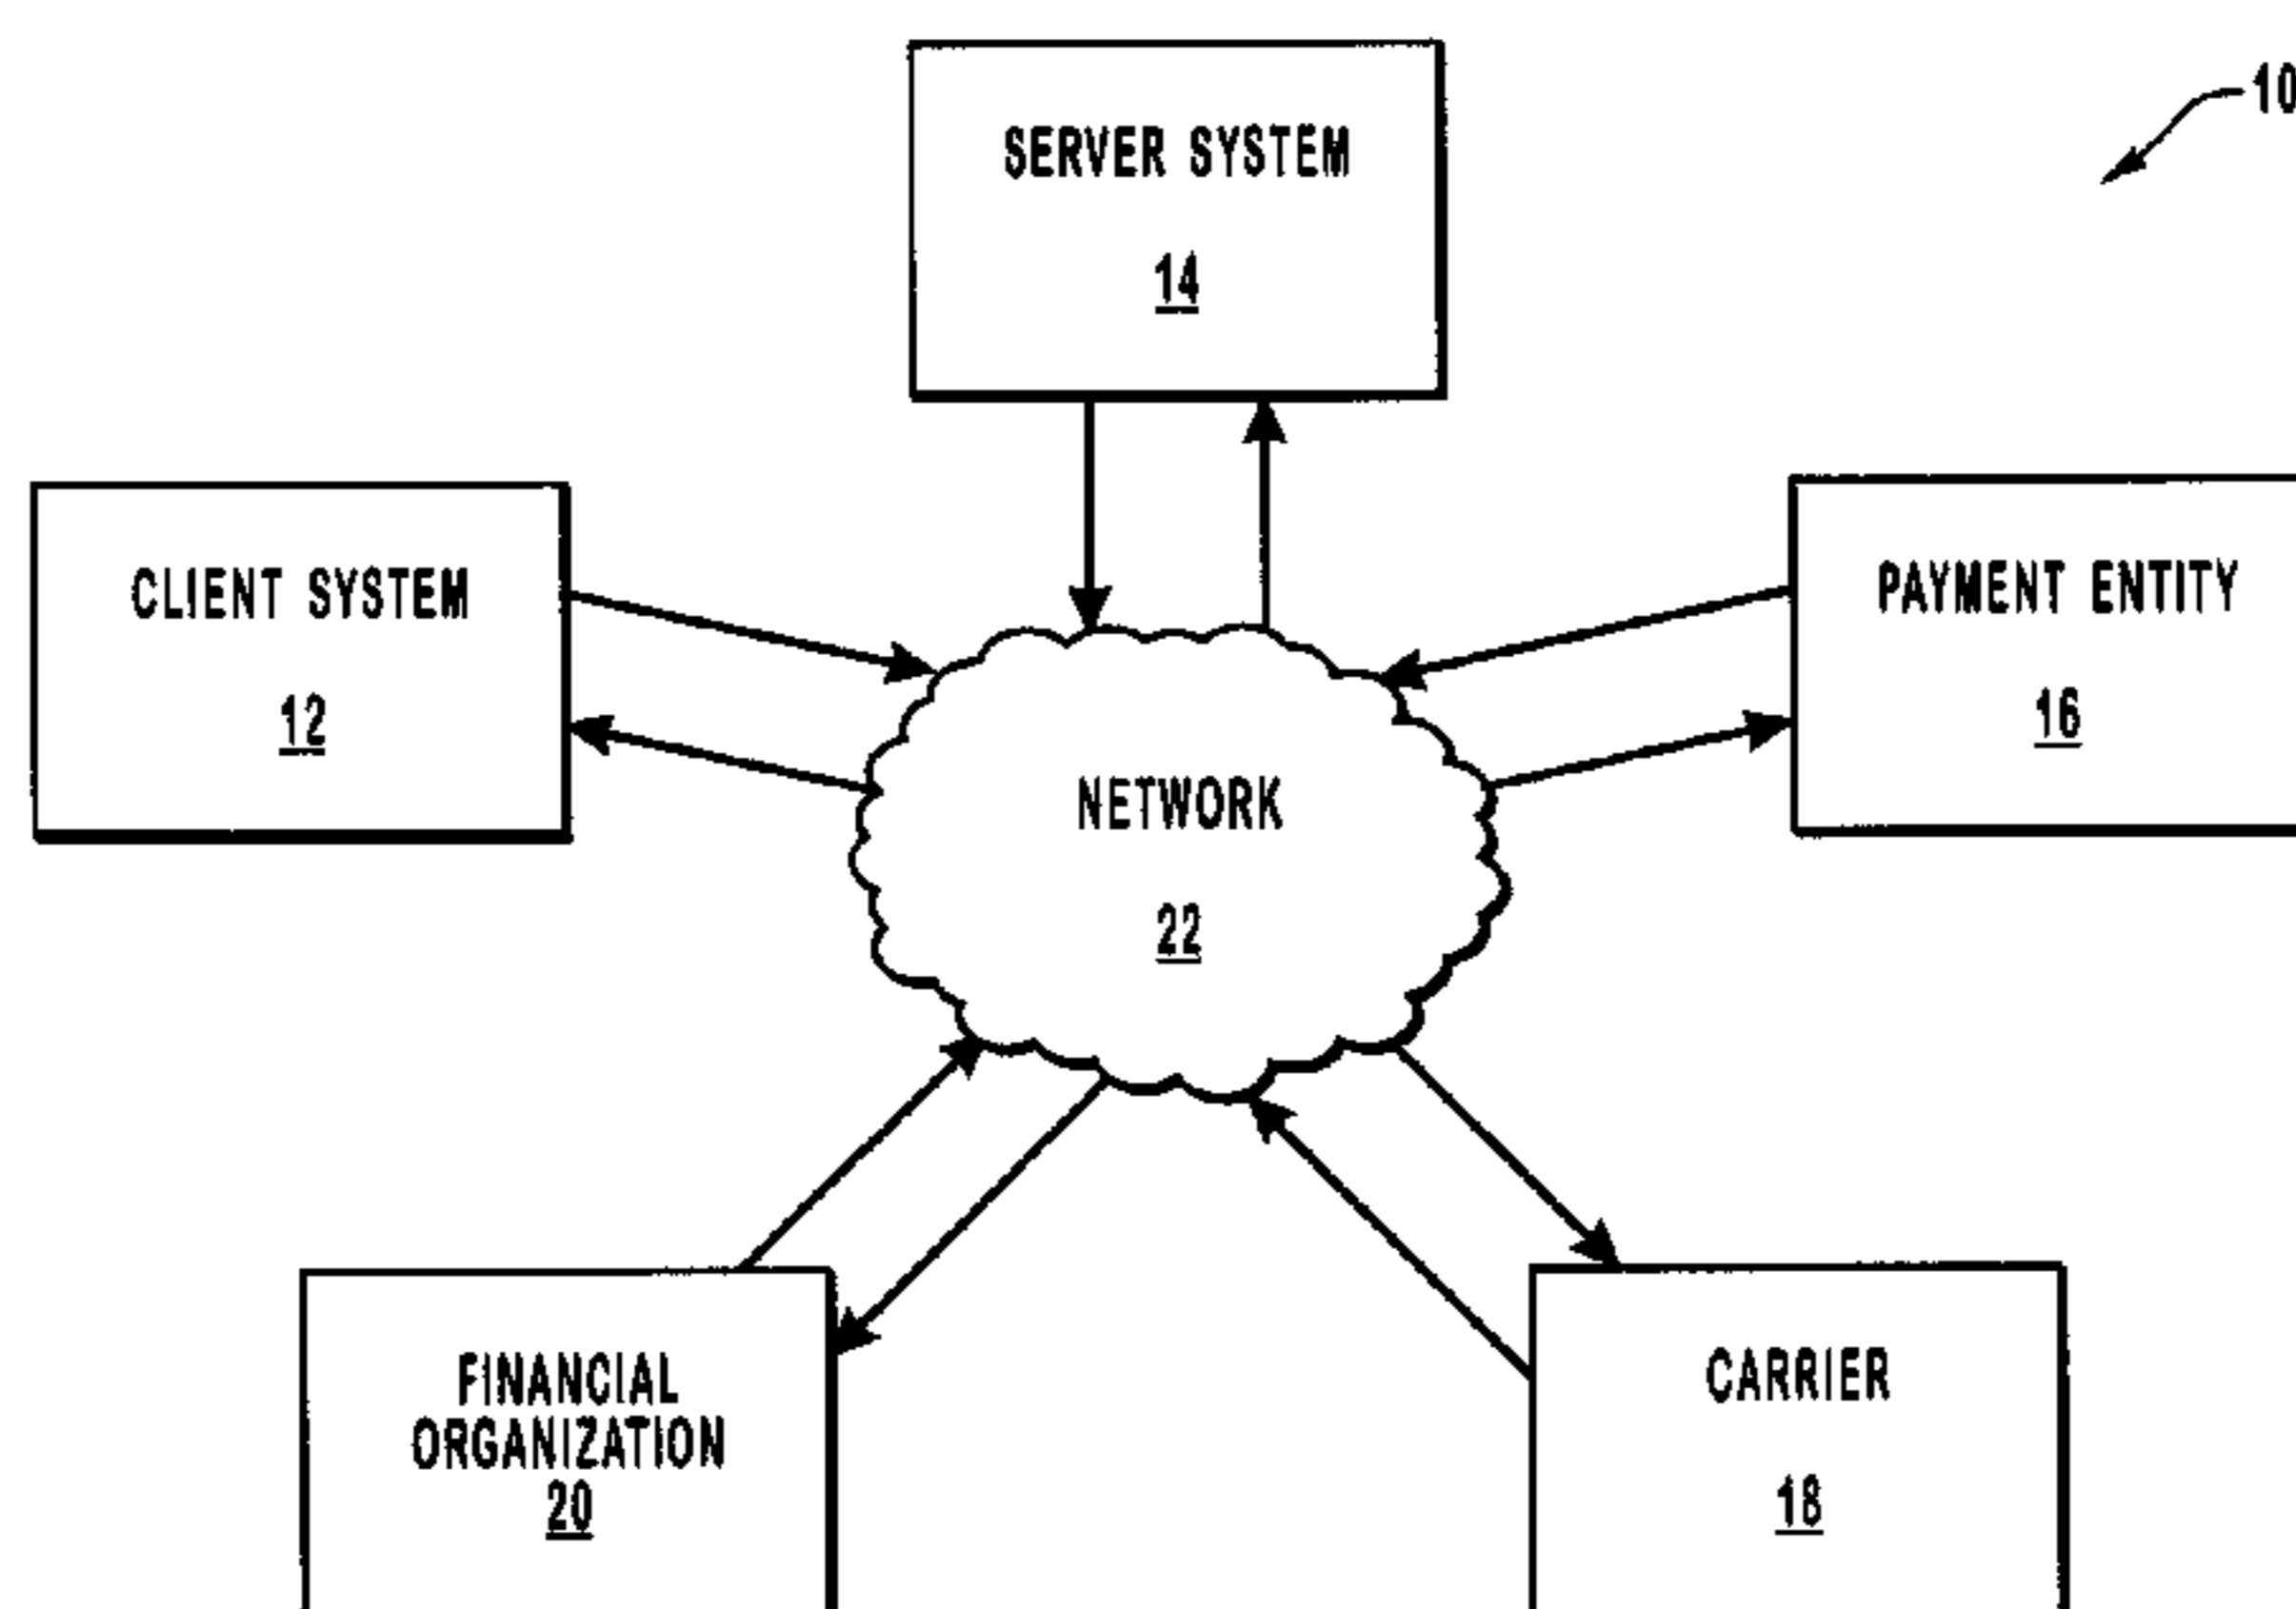 10
SERVER SYSTEM
14
CLIENT SYSTEM
12
PAYMENT ENTITY
16
NETWORK
22
FINANCIAL
ORGANIZATION
20
CARRIER
18